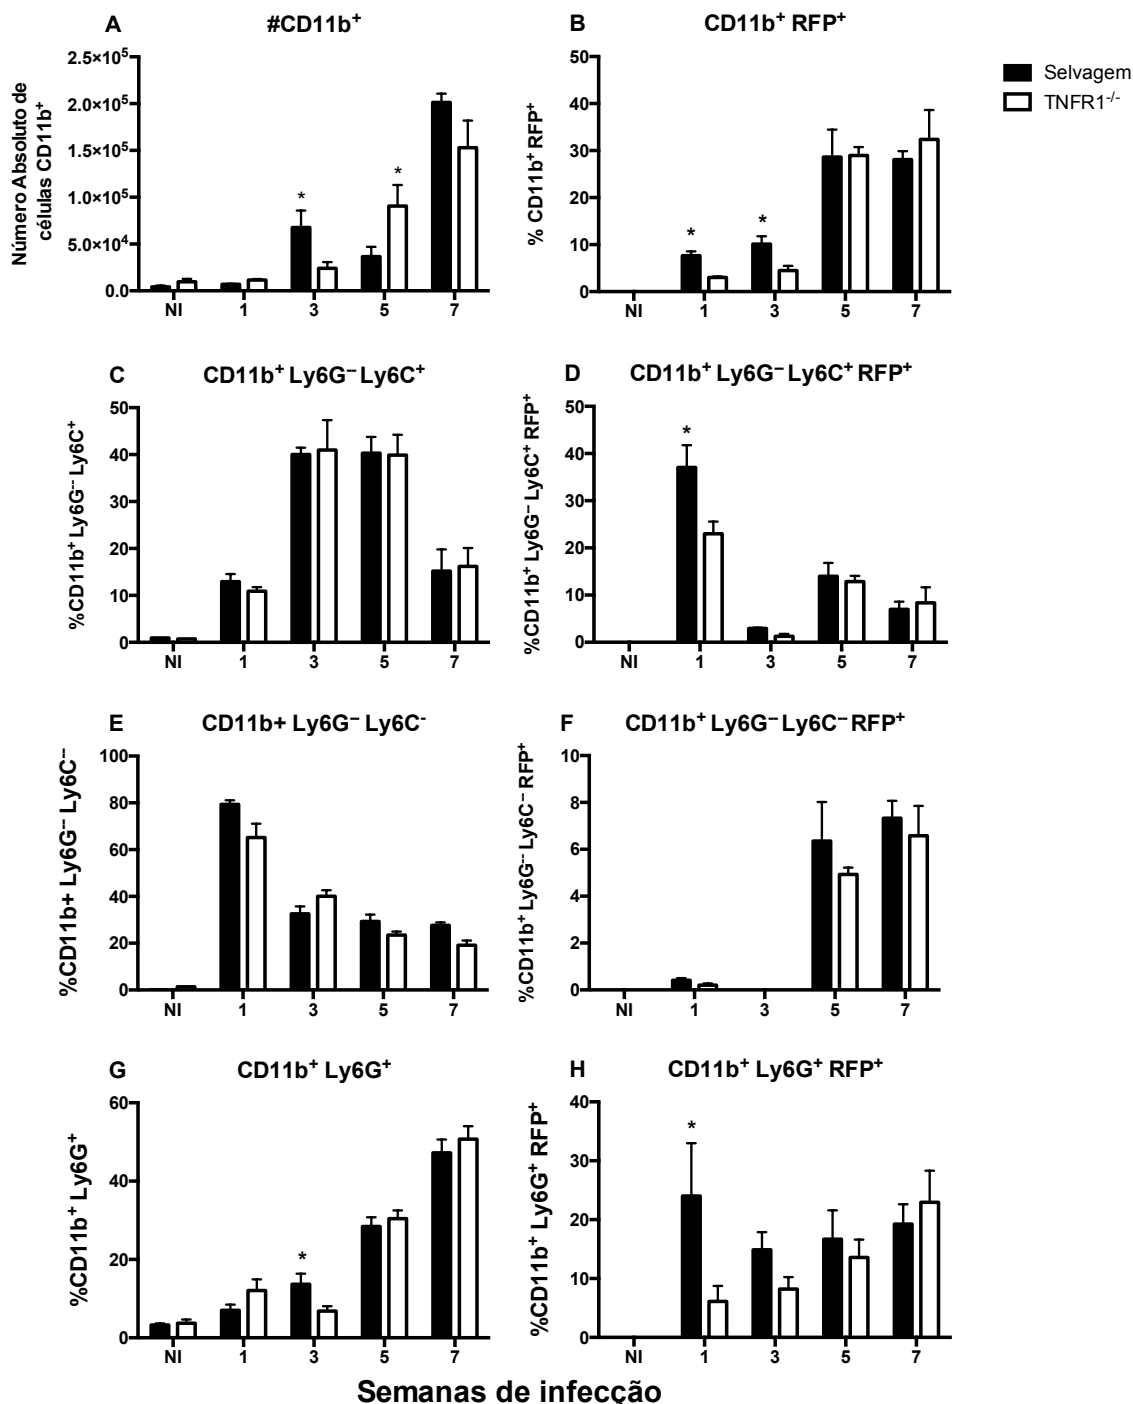 A
#CD11b⁺
Número Absoluto de
células CD11b⁺
2.5×10⁵
2.0×10⁵
1.5×10⁵
1.0×10⁵
5.0×10⁴
0.0
*
*
NI 1 3 5 7
B
CD11b⁺ RFP⁺
% CD11b⁺ RFP⁺
50
40
30
20
10
0
*
*
NI 1 3 5 7
Selvagem
TNFR1⁻/⁻
C
CD11b⁺ Ly6G⁻ Ly6C⁺
%CD11b⁺ Ly6G⁻ Ly6C⁺
50
40
30
20
10
0
NI 1 3 5 7
D
CD11b⁺ Ly6G⁻ Ly6C⁺ RFP⁺
%CD11b⁺ Ly6G⁻ Ly6C⁺ RFP⁺
50
40
30
20
10
0
*
NI 1 3 5 7
E
CD11b+ Ly6G⁻ Ly6C⁻
%CD11b+ Ly6G⁻ Ly6C⁻
100
80
60
40
20
0
NI 1 3 5 7
F
CD11b⁺ Ly6G⁻ Ly6C⁻ RFP⁺
%CD11b⁺ Ly6G⁻ Ly6C⁻ RFP⁺
10
8
6
4
2
0
NI 1 3 5 7
G
CD11b⁺ Ly6G⁺
%CD11b⁺ Ly6G⁺
60
40
20
0
*
NI 1 3 5 7
H
CD11b⁺ Ly6G⁺ RFP⁺
%CD11b⁺ Ly6G⁺ RFP⁺
40
30
20
10
0
*
NI 1 3 5 7
Semanas de infecção